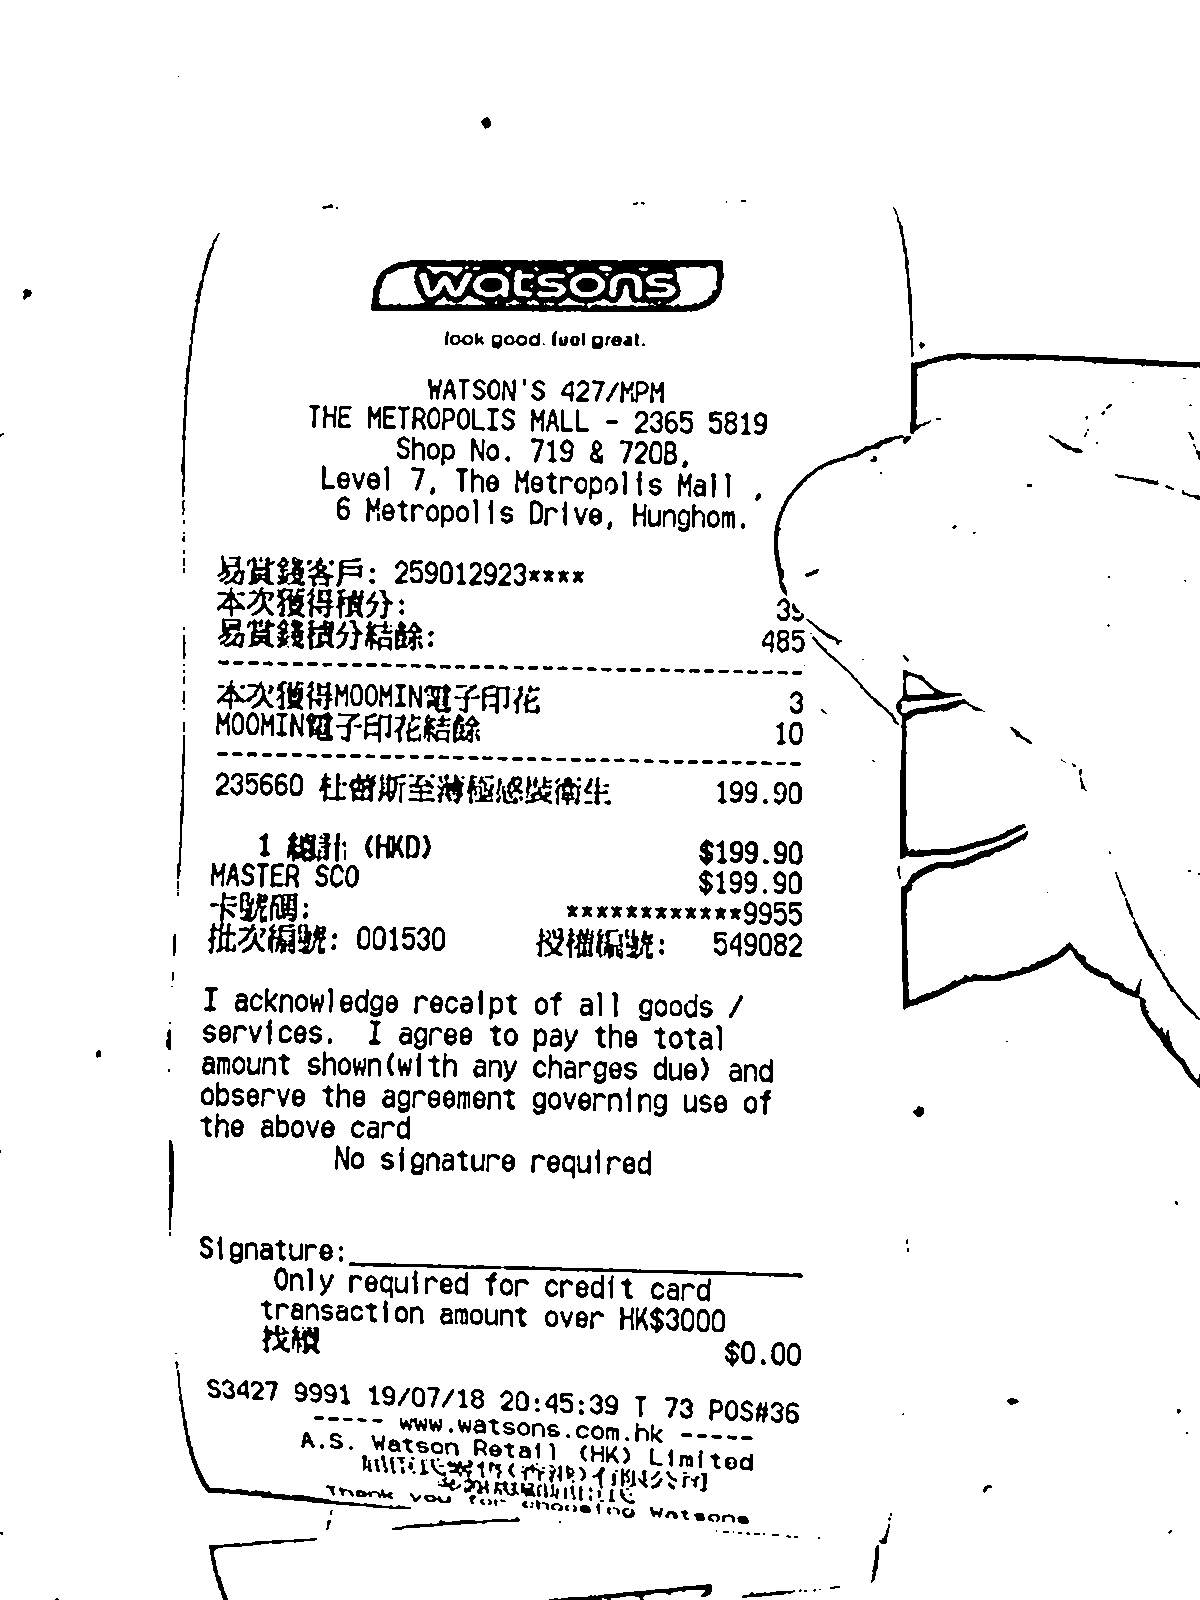 watsons
look good. feel great.
WATSON'S 427/MPM
THE METROPOLIS MALL - 2365 5819
Shop No. 719 & 720B,
Level 7, The Metropolis Mall ,
6 Metropolis Drive, Hunghom.
易賞錢客戶: 259012923****
本次獲得積分: 39
易賞錢積分結餘: 485
本次獲得MOOMIN電子印花 3
MOOMIN電子印花結餘 10
235660 杜蕾斯至薄極感裝衛生 199.90
1 總計 (HKD) $199.90
MASTER SCO $199.90
卡號碼: ************9955
批次編號: 001530 授權編號: 549082
I acknowledge receipt of all goods /
services. I agree to pay the total
amount shown(with any charges due) and
observe the agreement governing use of
the above card
No signature required
Signature:
Only required for credit card
transaction amount over HK$3000
找續 $0.00
S3427 9991 19/07/18 20:45:39 T 73 POS#36
----- www.watsons.com.hk -----
A.S. Watson Retail (HK) Limited
Thank you for choosing Watsons